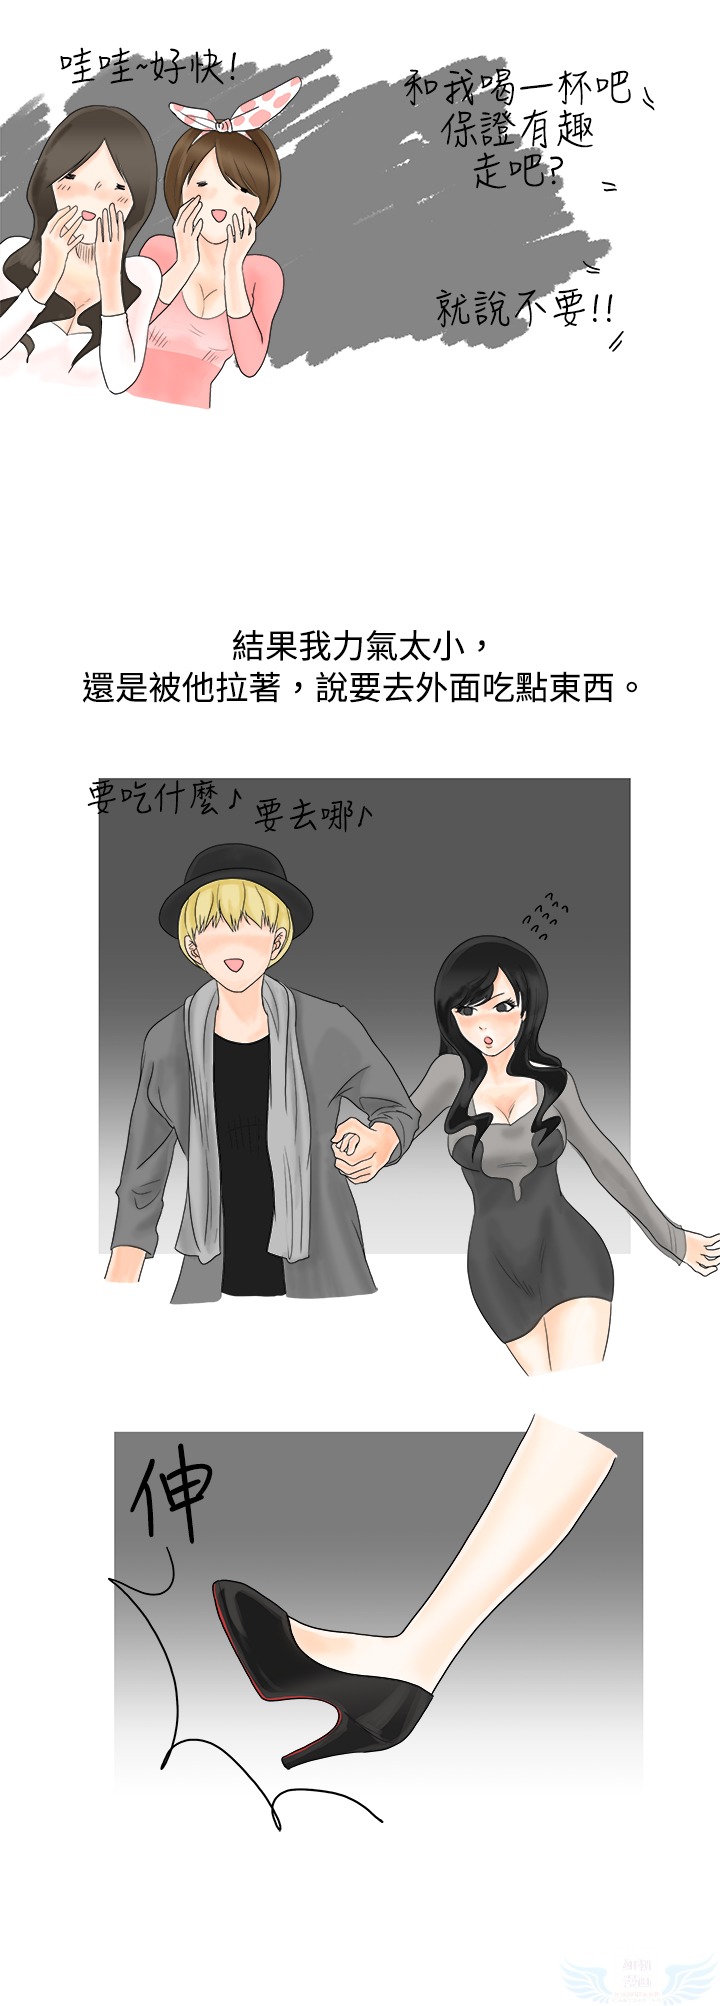 哇哇~好快!
和我喝一杯吧
保證有趣
走吧?
就說不要!!
結果我力氣太小，
還是被他拉著，說要去外面吃點東西。
要吃什麼♪
要去哪♪
伸